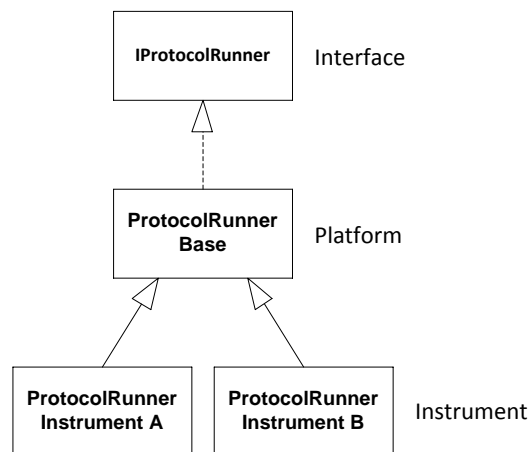 IProtocolRunner
Interface
ProtocolRunner
Base
Platform
ProtocolRunner
Instrument A
ProtocolRunner
Instrument B
Instrument